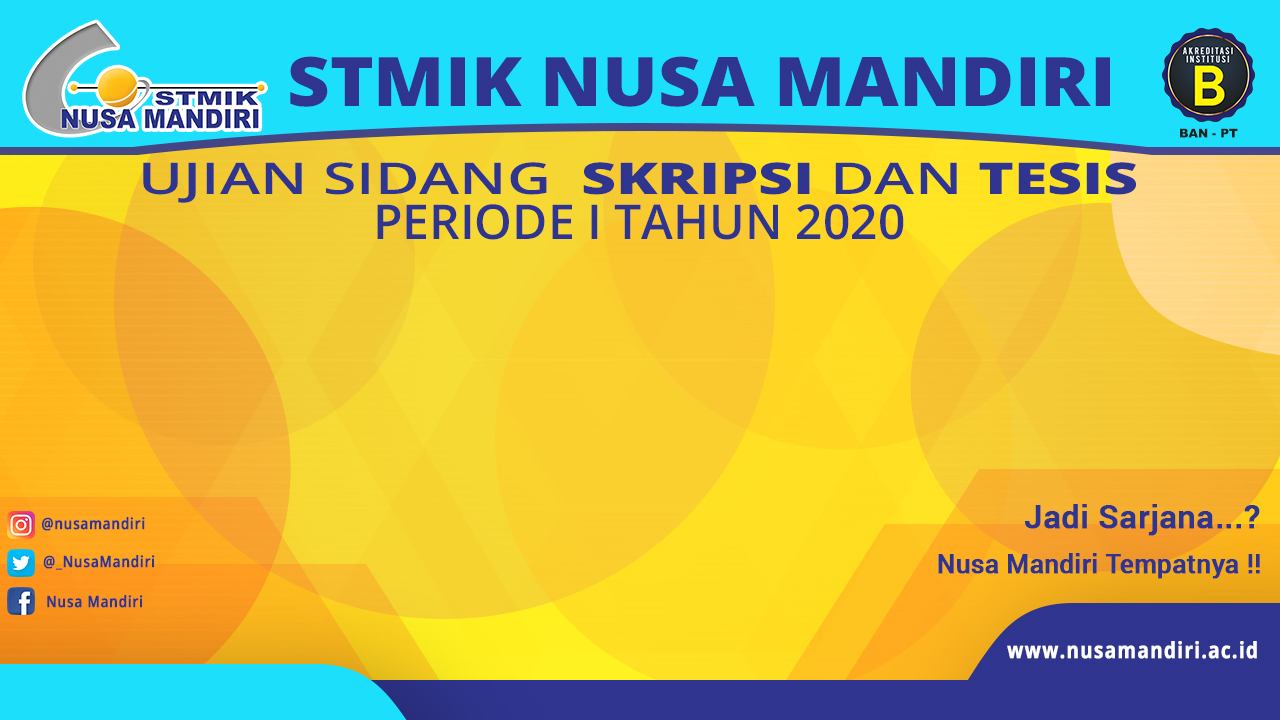 STMIK
NUSA MANDIRI
STMIK NUSA MANDIRI
AKREDITASI
INSTITUSI
B
BAN - PT
UJIAN SIDANG SKRIPSI DAN TESIS
PERIODE I TAHUN 2020
@nusamandiri
@_NusaMandiri
Nusa Mandiri
Jadi Sarjana...?
Nusa Mandiri Tempatnya !!
www.nusamandiri.ac.id